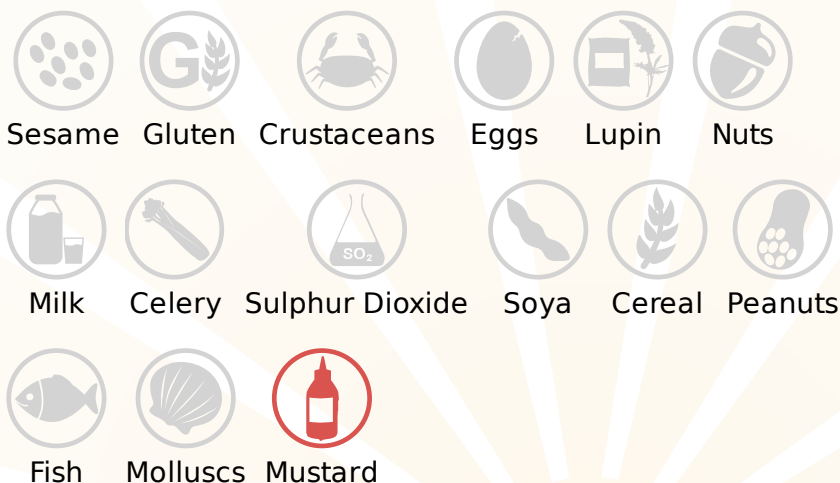 G
Sesame Gluten Crustaceans Eggs Lupin Nuts
SO₂
Milk Celery Sulphur Dioxide Soya Cereal Peanuts
Fish Molluscs Mustard